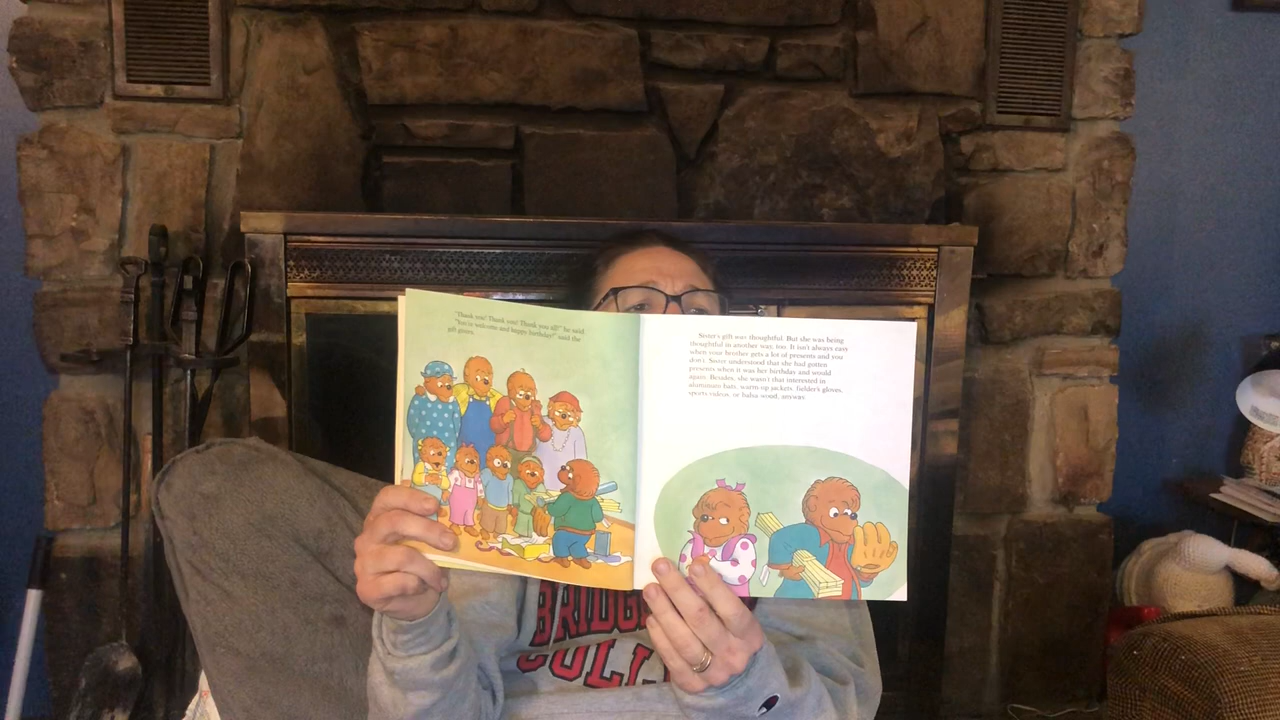 "Thank you! Thank you! Thank you all!" he said.
welcome and happy birthday!" said the
gift givers.
Sister's gift was thoughtful. But she was being
thoughtful in another way, too. It isn't always easy
when your brother gets a lot of presents and you
don't. Sister understood that she had gotten
presents when it was her birthday and would
again. Besides, she wasn't that interested in
aluminum bats, warm-up jackets, fielder's gloves,
sports videos, or balsa wood, anyway.